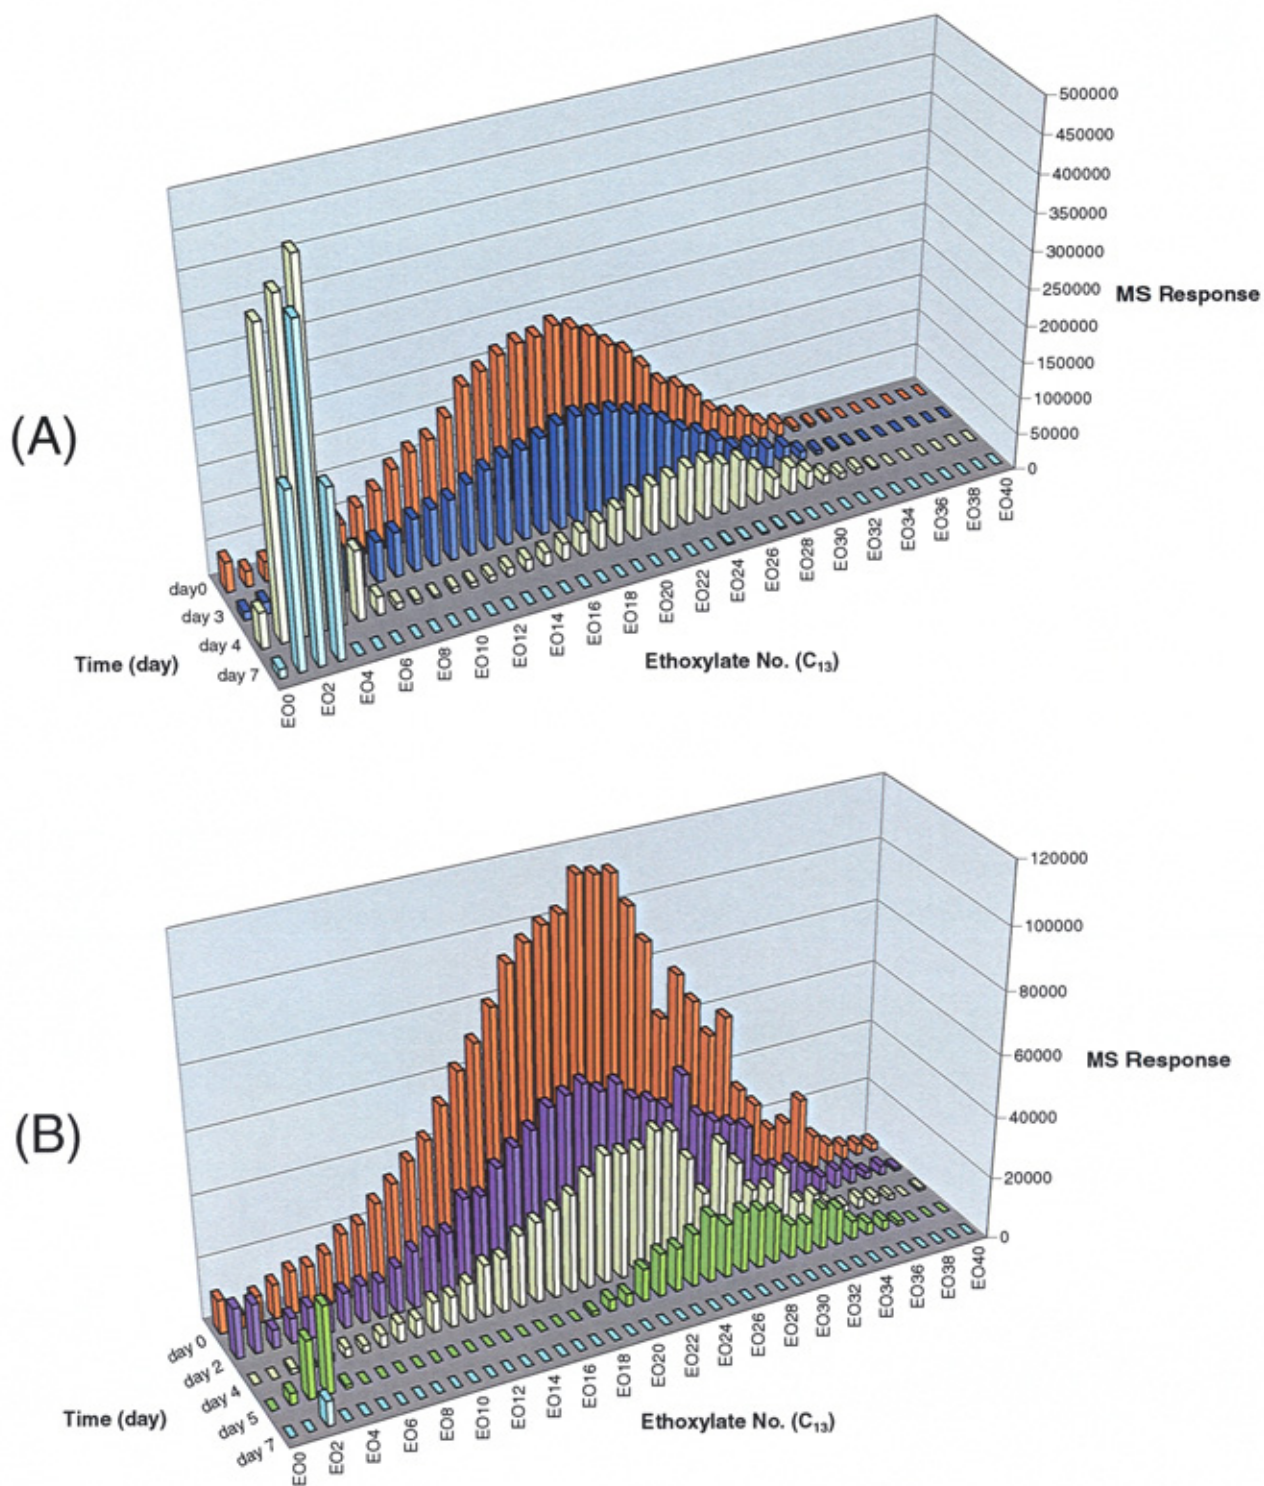 (A)
500000
450000
400000
350000
300000
250000
200000
150000
100000
50000
0
MS Response
day0
day 3
day 4
day 7
Time (day)
EO0
EO2
EO4
EO6
EO8
EO10
EO12
EO14
EO16
EO18
EO20
EO22
EO24
EO26
EO28
EO30
EO32
EO34
EO36
EO38
EO40
Ethoxylate No. (C₁₃)
(B)
120000
100000
80000
60000
40000
20000
0
MS Response
day 0
day 2
day 4
day 5
day 7
Time (day)
EO0
EO2
EO4
EO6
EO8
EO10
EO12
EO14
EO16
EO18
EO20
EO22
EO24
EO26
EO28
EO30
EO32
EO34
EO36
EO38
EO40
Ethoxylate No. (C₁₃)